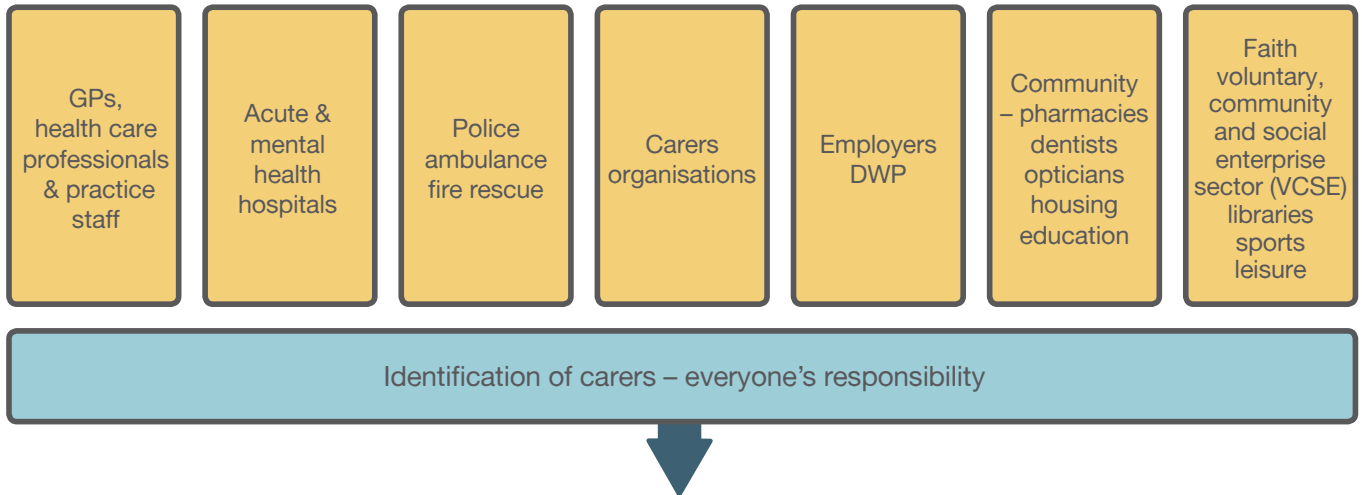 GPs,
health care
professionals
& practice
staff
Acute &
mental
health
hospitals
Police
ambulance
fire rescue
Carers
organisations
Employers
DWP
Community
– pharmacies
dentists
opticians
housing
education
Faith
voluntary,
community
and social
enterprise
sector (VCSE)
libraries
sports
leisure
Identification of carers – everyone’s responsibility